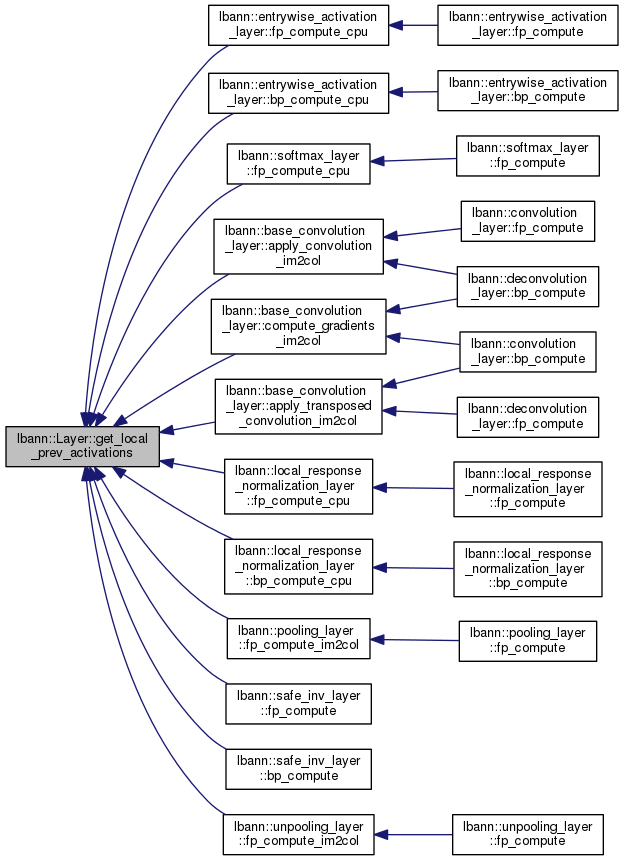 lbann::Layer::get_local
_prev_activations
lbann::entrywise_activation
_layer::fp_compute_cpu
lbann::entrywise_activation
_layer::fp_compute
lbann::entrywise_activation
_layer::bp_compute_cpu
lbann::entrywise_activation
_layer::bp_compute
lbann::softmax_layer
::fp_compute_cpu
lbann::softmax_layer
::fp_compute
lbann::base_convolution
_layer::apply_convolution
_im2col
lbann::convolution
_layer::fp_compute
lbann::deconvolution
_layer::bp_compute
lbann::base_convolution
_layer::compute_gradients
_im2col
lbann::convolution
_layer::bp_compute
lbann::base_convolution
_layer::apply_transposed
_convolution_im2col
lbann::deconvolution
_layer::fp_compute
lbann::local_response
_normalization_layer
::fp_compute_cpu
lbann::local_response
_normalization_layer
::fp_compute
lbann::local_response
_normalization_layer
::bp_compute_cpu
lbann::local_response
_normalization_layer
::bp_compute
lbann::pooling_layer
::fp_compute_im2col
lbann::pooling_layer
::fp_compute
lbann::safe_inv_layer
::fp_compute
lbann::safe_inv_layer
::bp_compute
lbann::unpooling_layer
::fp_compute_im2col
lbann::unpooling_layer
::fp_compute